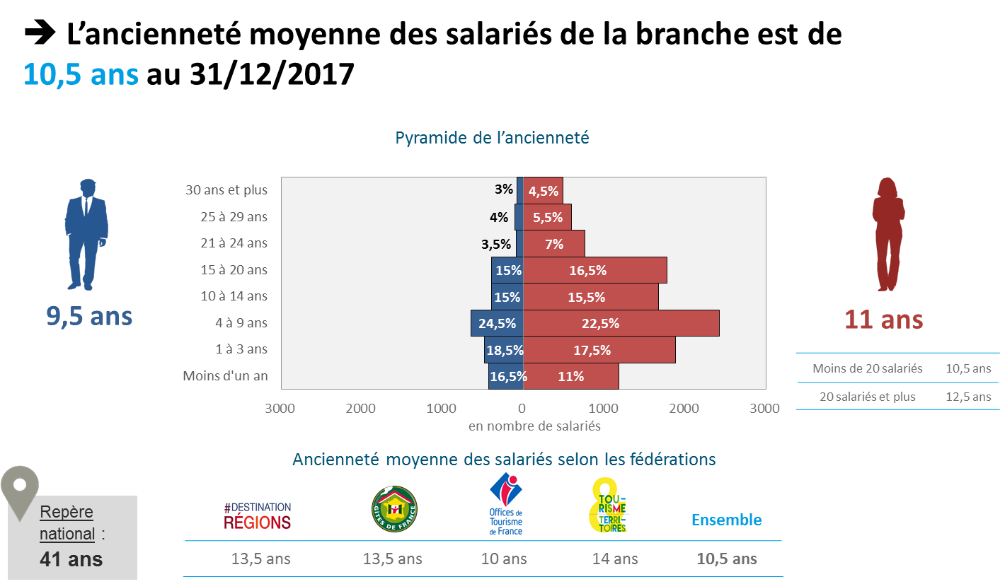 ➔ L’ancienneté moyenne des salariés de la branche est de
10,5 ans au 31/12/2017
Pyramide de l’ancienneté
30 ans et plus 3% 4,5%
25 à 29 ans 4% 5,5%
21 à 24 ans 3,5% 7%
15 à 20 ans 15% 16,5%
10 à 14 ans 15% 15,5%
4 à 9 ans 24,5% 22,5%
1 à 3 ans 18,5% 17,5%
Moins d'un an 16,5% 11%
3000 2000 1000 0 1000 2000 3000
en nombre de salariés
9,5 ans
11 ans
Moins de 20 salariés 10,5 ans
20 salariés et plus 12,5 ans
Ancienneté moyenne des salariés selon les fédérations
#DESTINATION
RÉGIONS
GÎTES DE FRANCE
Offices de
Tourisme
de France
TOU-
RISME
TERRI-
TOIRES
Ensemble
13,5 ans 13,5 ans 10 ans 14 ans 10,5 ans
Repère
national :
41 ans